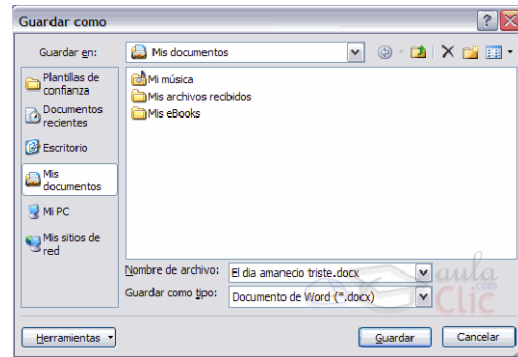 Guardar como
Guardar en:
Mis documentos
Plantillas de
confianza
Documentos
recientes
Escritorio
Mis
documentos
Mi PC
Mis sitios de
red
Mi música
Mis archivos recibidos
Mis eBooks
Nombre de archivo:
El dia amanecio triste.docx
Guardar como tipo:
Documento de Word (*.docx)
aula
.com
Clic
Herramientas
Guardar
Cancelar